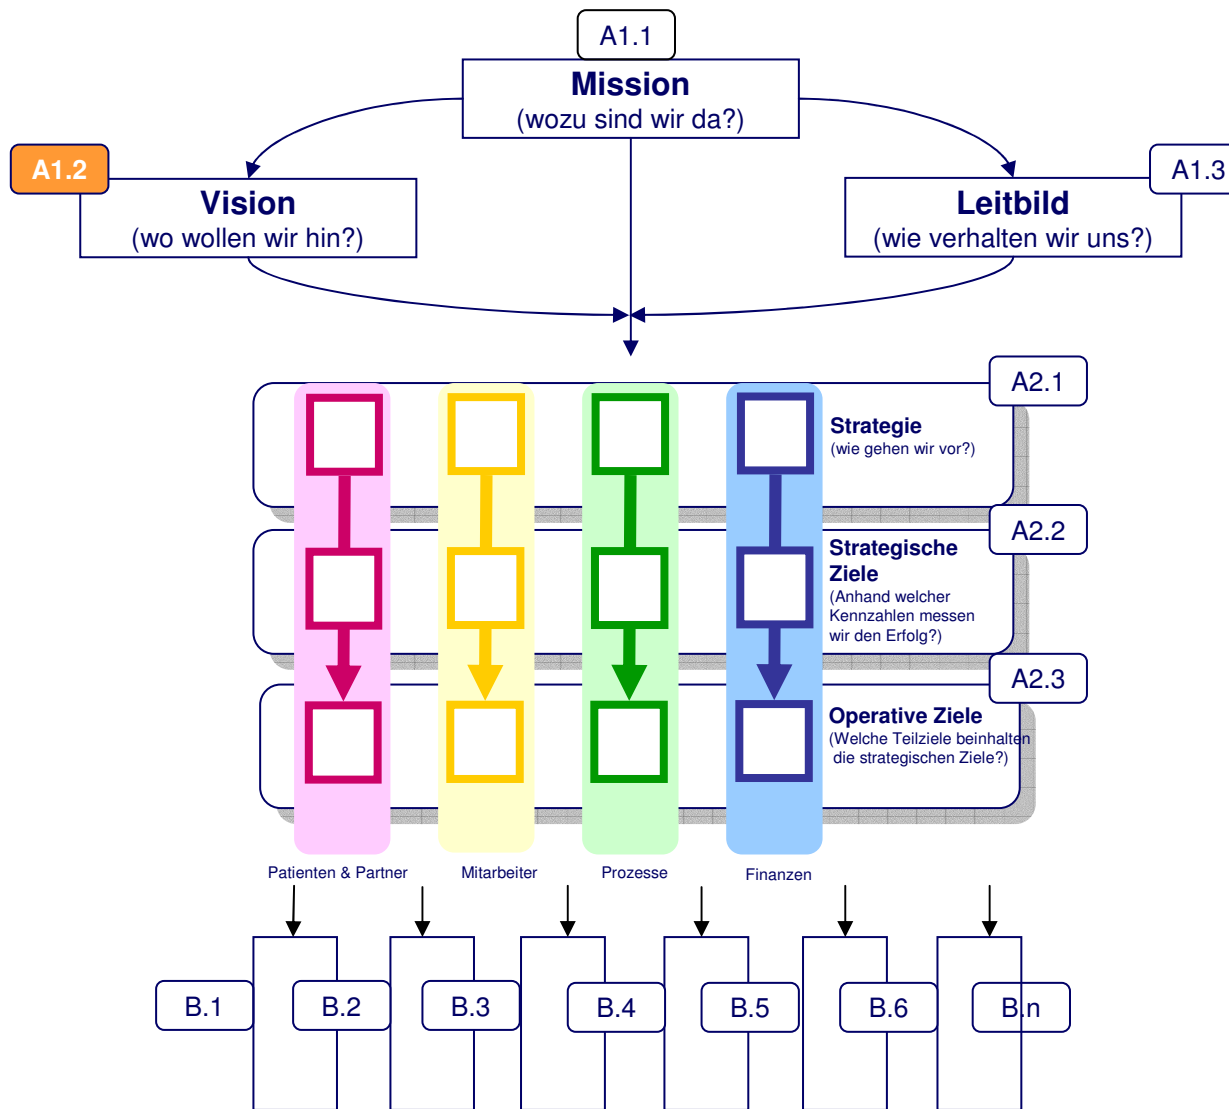 A1.1
Mission
(wozu sind wir da?)
A1.2
Vision
(wo wollen wir hin?)
A1.3
Leitbild
(wie verhalten wir uns?)
A2.1
Strategie
(wie gehen wir vor?)
A2.2
Strategische
Ziele
(Anhand welcher
Kennzahlen messen
wir den Erfolg?)
A2.3
Operative Ziele
(Welche Teilziele beinhalten
die strategischen Ziele?)
Patienten & Partner
Mitarbeiter
Prozesse
Finanzen
B.1
B.2
B.3
B.4
B.5
B.6
B.n